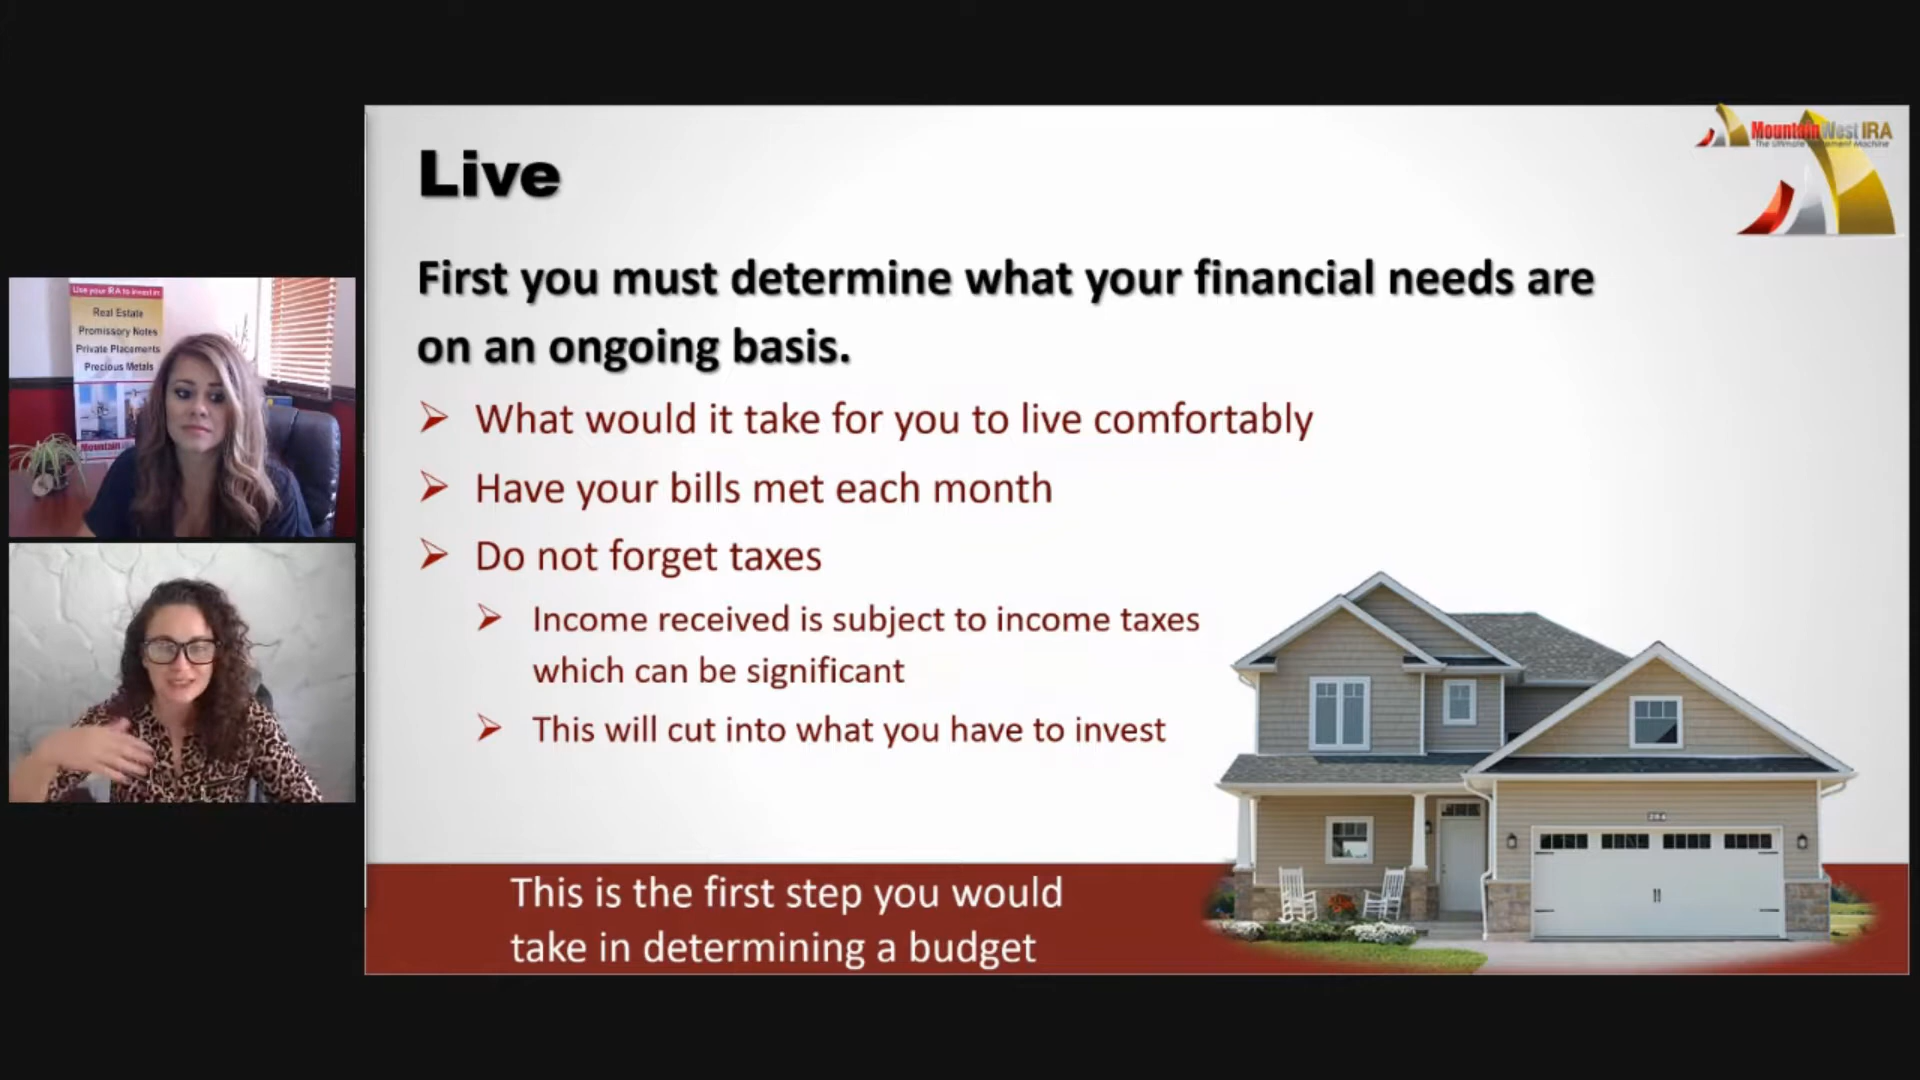 Live
MountainWest IRA
The Ultimate Retirement Machine
First you must determine what your financial needs are
on an ongoing basis.
What would it take for you to live comfortably
Have your bills met each month
Do not forget taxes
Income received is subject to income taxes
which can be significant
This will cut into what you have to invest
This is the first step you would
take in determining a budget
Use your IRA to invest in
Real Estate
Promissory Notes
Private Placements
Precious Metals
Mountain